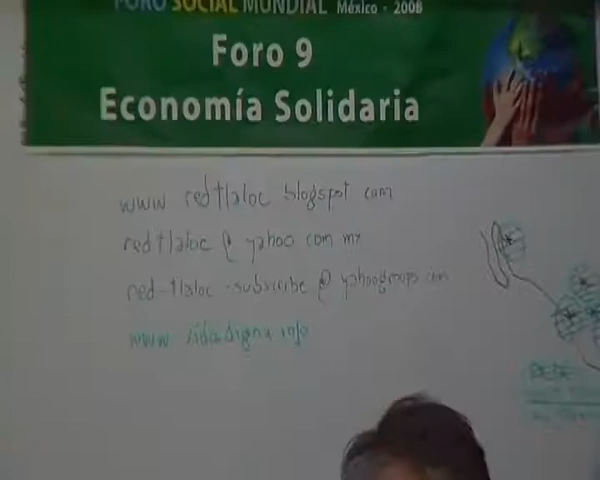 FORO SOCIAL MUNDIAL México - 2008
Foro 9
Economía Solidaria
www redtlaloc blogspot com
redtlaloc @ yahoo com mx
red-tlaloc -subscribe @ yahoogroups com
www vidadigna info
REDE